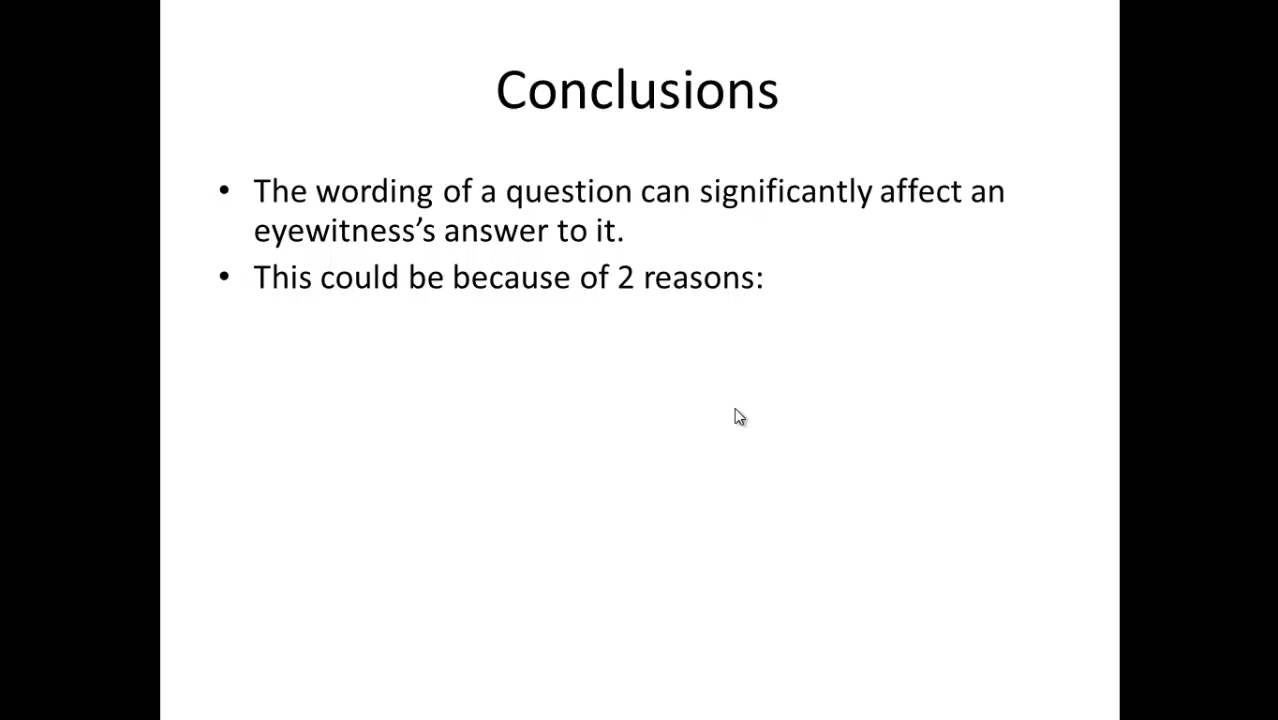 Conclusions
• The wording of a question can significantly affect an
eyewitness’s answer to it.
• This could be because of 2 reasons: